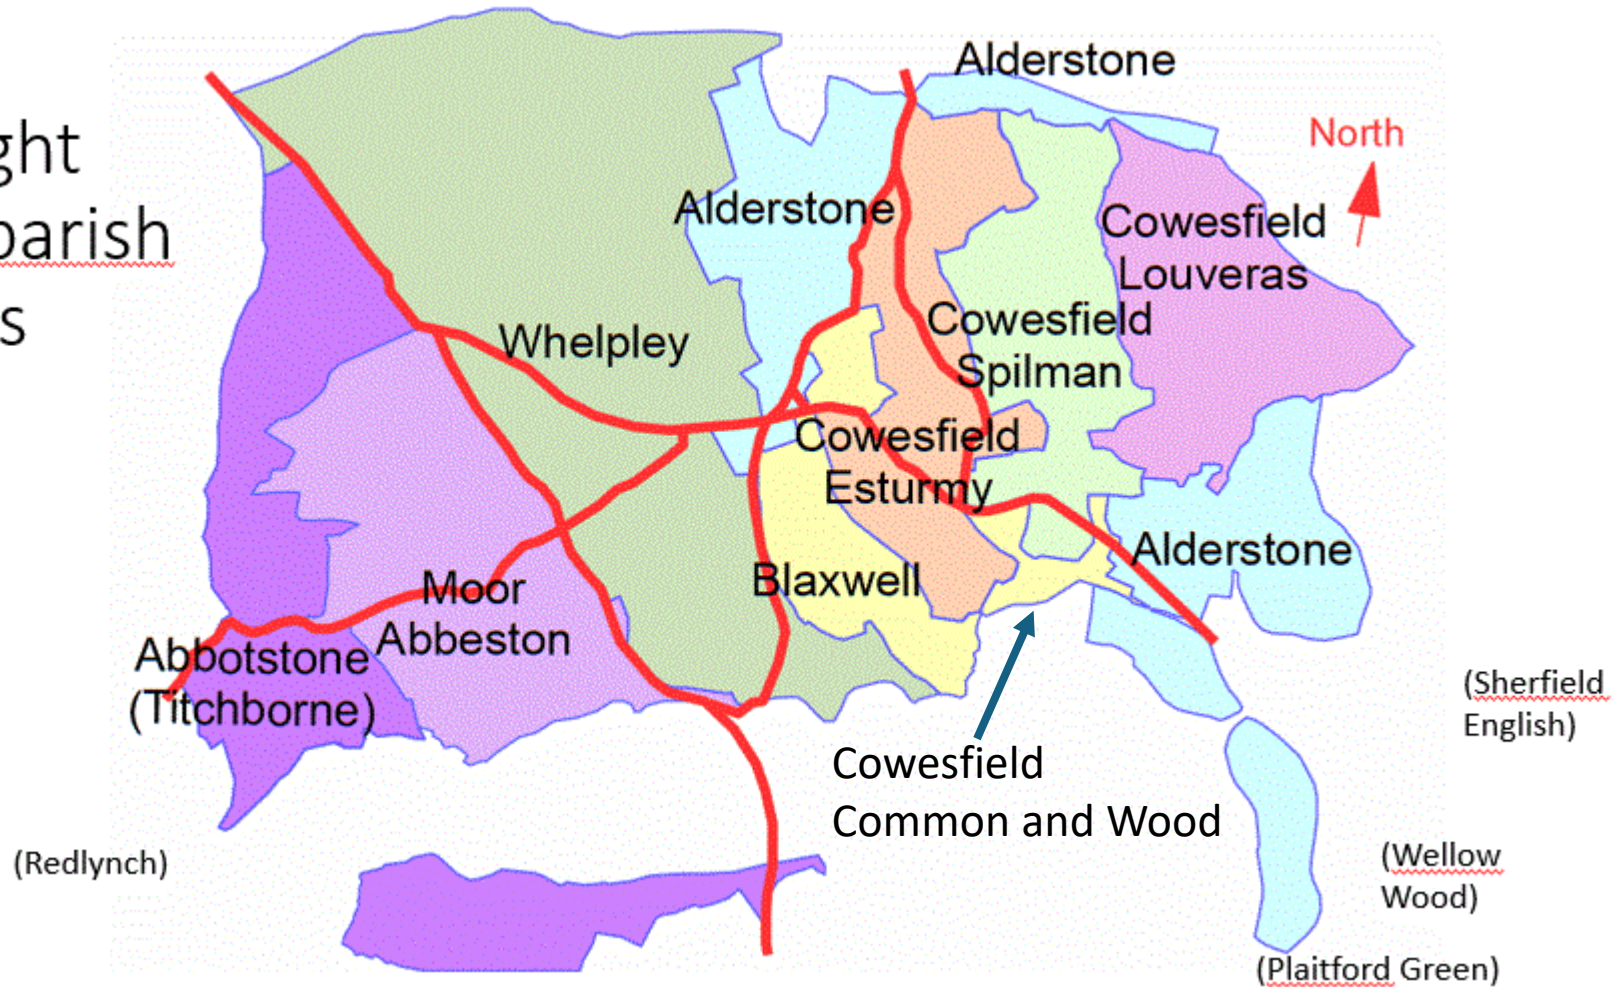 ght
parish
s
Alderstone
North
Alderstone
Cowesfield
Louveras
Whelpley
Cowesfield
Spilman
Cowesfield
Esturmy
Alderstone
Blaxwell
Moor
Abbeston
Abbotstone
(Titchborne)
(Sherfield
English)
Cowesfield
Common and Wood
(Redlynch)
(Wellow
Wood)
(Plaitford Green)